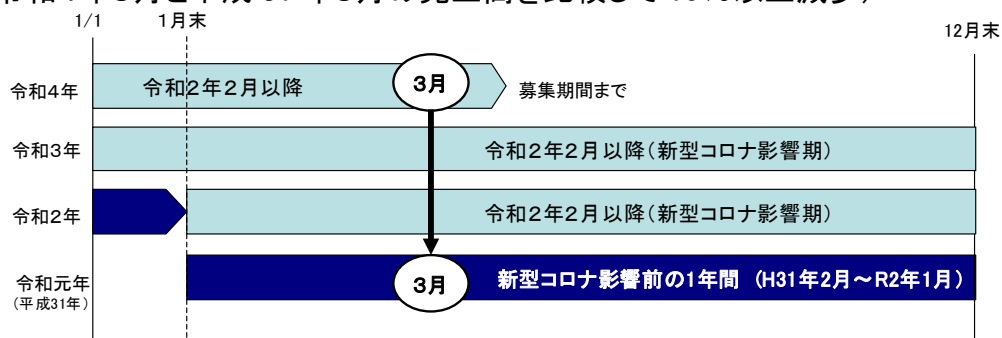 1/1
1月末
12月末
令和4年
令和2年2月以降
3月
募集期間まで
令和3年
令和2年2月以降(新型コロナ影響期)
令和2年
令和2年2月以降(新型コロナ影響期)
令和元年
(平成31年)
3月
新型コロナ影響前の1年間 (H31年2月~R2年1月)